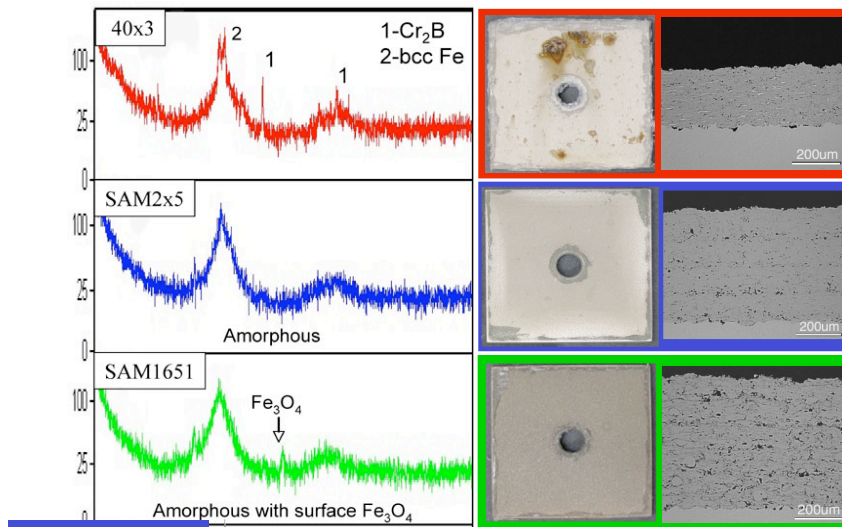 40x3
1-Cr₂B
2-bcc Fe
2
1
1
100
25
0
200um
SAM2x5
100
25
0
Amorphous
200um
SAM1651
100
25
0
Fe₃O₄
Amorphous with surface Fe₃O₄
200um